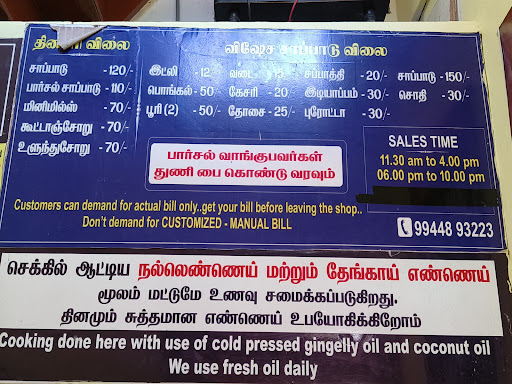 தினசரி விலை
சாப்பாடு -120/-
பார்சல் சாப்பாடு - 110/-
மினிமில்ஸ் -70/-
கூட்டாஞ்சோறு -70/-
உளுந்துசோறு - 70/-
விஷேச சாப்பாடு விலை
இட்லி - 12 வடை சப்பாத்தி -20/- சாப்பாடு -150/-
பொங்கல் - 50 கேசரி - 20 இடியாப்பம் -30/- சொதி - 30/-
பூரி (2) - 50/- தோசை - 25/- புரோட்டா -30/-
பார்சல் வாங்குபவர்கள்
துணி பை கொண்டு வரவும்
SALES TIME
11.30 am to 4.00 pm
06.00 pm to 10.00 pm
Customers can demand for actual bill only..get your bill before leaving the shop..
Don't demand for CUSTOMIZED - MANUAL BILL
99448 93223
செக்கில் ஆட்டிய நல்லெண்ணெய் மற்றும் தேங்காய் எண்ணெய்
மூலம் மட்டுமே உணவு சமைக்கப்படுகிறது.
தினமும் சுத்தமான எண்ணெய் உபயோகிக்கிறோம்
Cooking done here with use of cold pressed gingelly oil and coconut oil
We use fresh oil daily